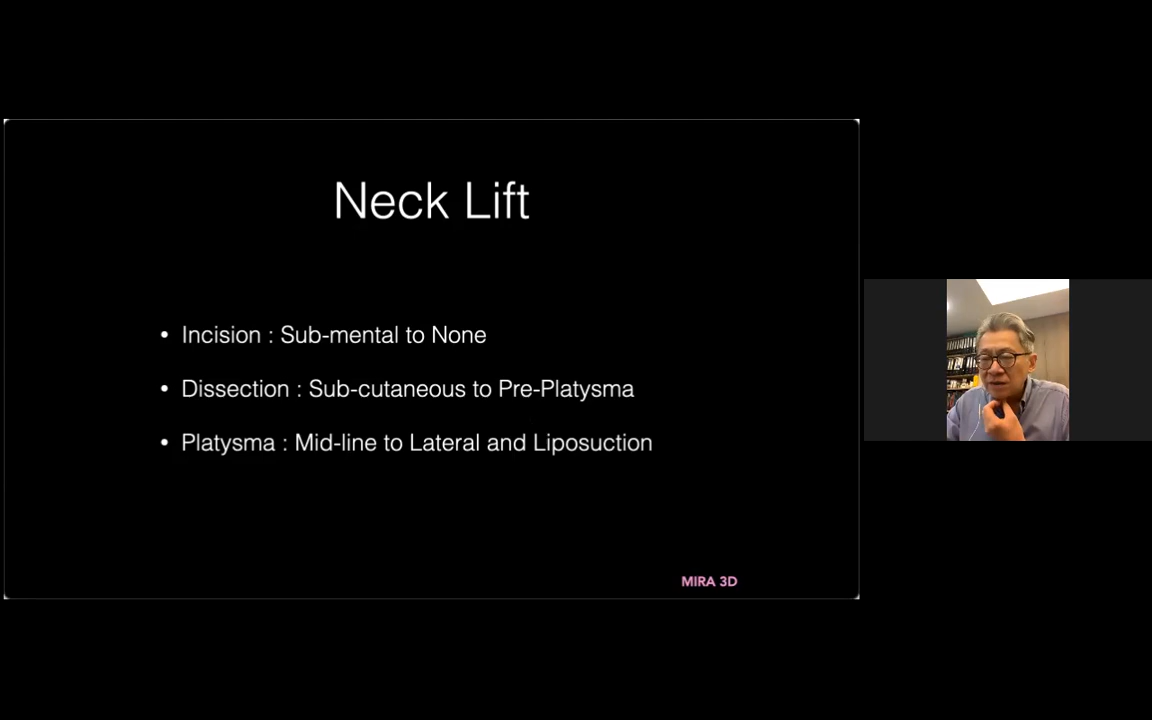 Neck Lift
• Incision : Sub-mental to None
• Dissection : Sub-cutaneous to Pre-Platysma
• Platysma : Mid-line to Lateral and Liposuction
MIRA 3D